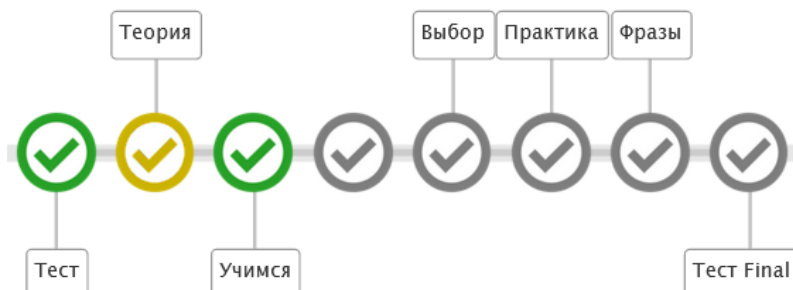 Теория
Выбор
Практика
Фразы
Тест
Учимся
Тест Final